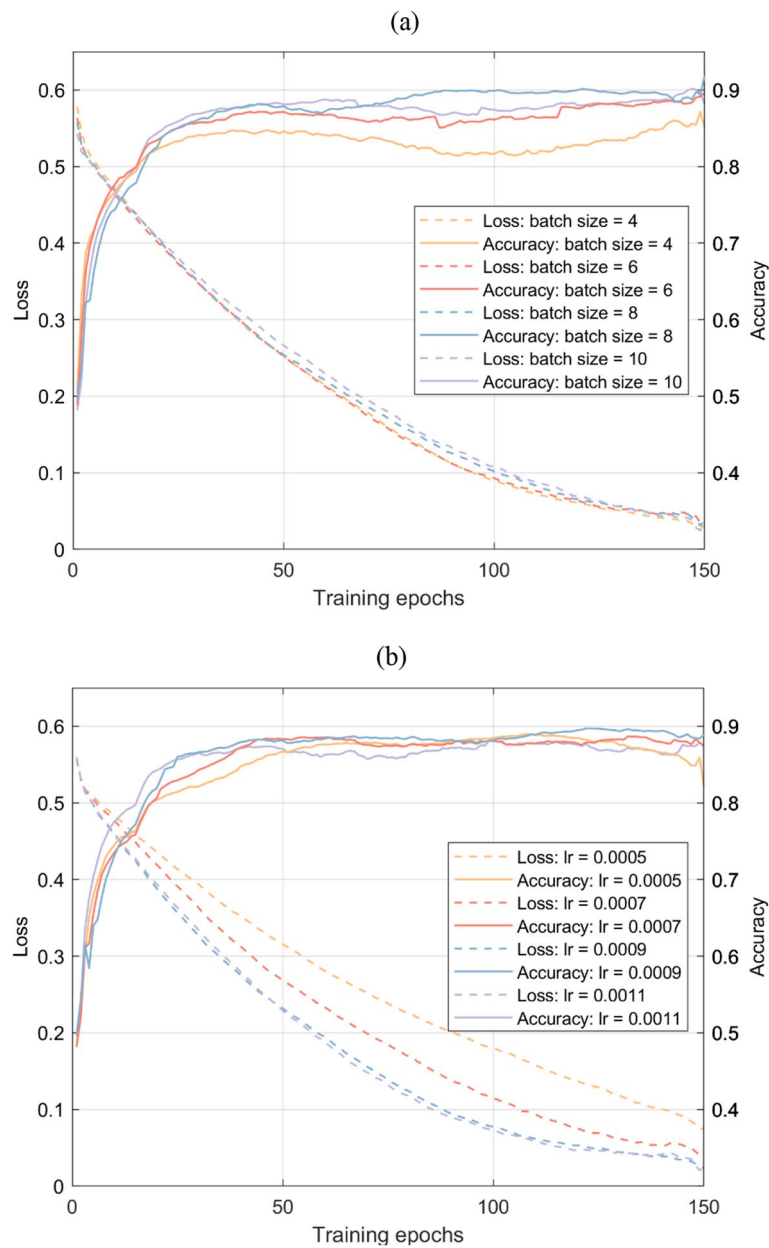 (a)
0.6
0.5
0.4
0.3
0.2
0.1
0
Loss
0.9
0.8
0.7
0.6
0.5
0.4
Accuracy
Loss: batch size = 4
Accuracy: batch size = 4
Loss: batch size = 6
Accuracy: batch size = 6
Loss: batch size = 8
Accuracy: batch size = 8
Loss: batch size = 10
Accuracy: batch size = 10
0 50 100 150
Training epochs
(b)
0.6
0.5
0.4
0.3
0.2
0.1
0
Loss
0.9
0.8
0.7
0.6
0.5
0.4
Accuracy
Loss: lr = 0.0005
Accuracy: lr = 0.0005
Loss: lr = 0.0007
Accuracy: lr = 0.0007
Loss: lr = 0.0009
Accuracy: lr = 0.0009
Loss: lr = 0.0011
Accuracy: lr = 0.0011
0 50 100 150
Training epochs